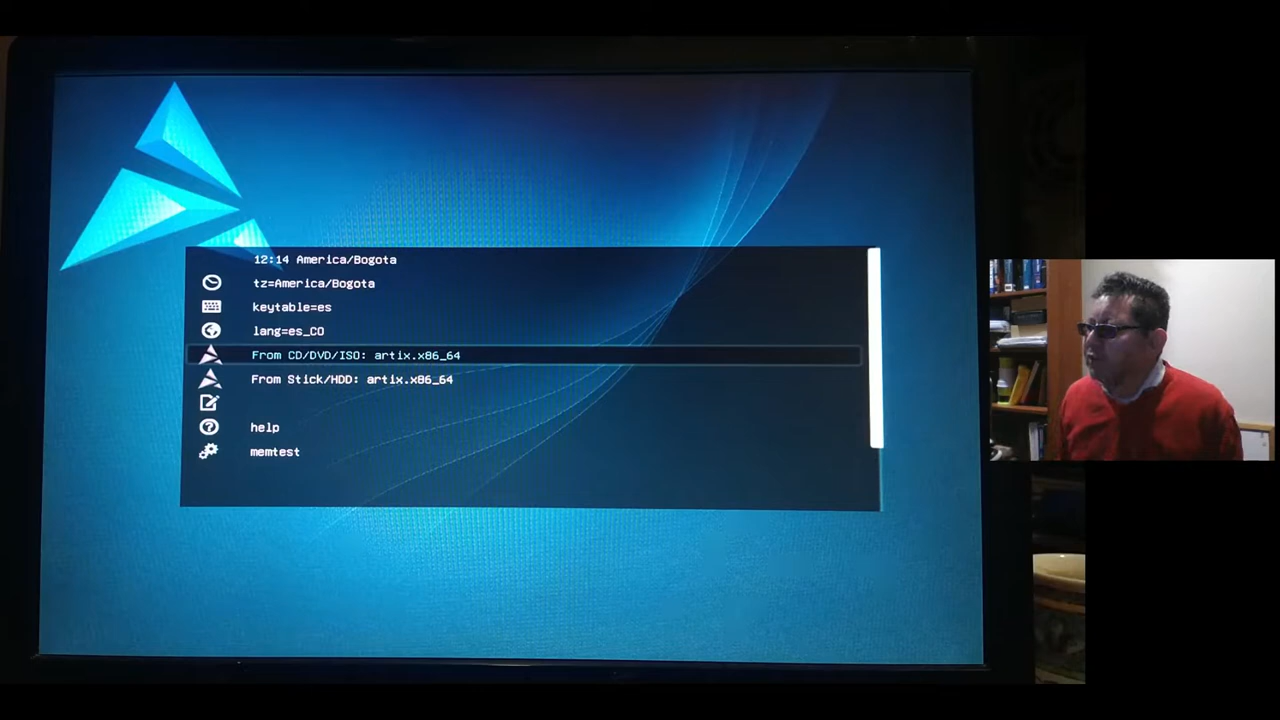 12:14 America/Bogota
tz=America/Bogota
keytable=es
lang=es_CO
From CD/DVD/ISO: artix.x86_64
From Stick/HDD: artix.x86_64
help
memtest